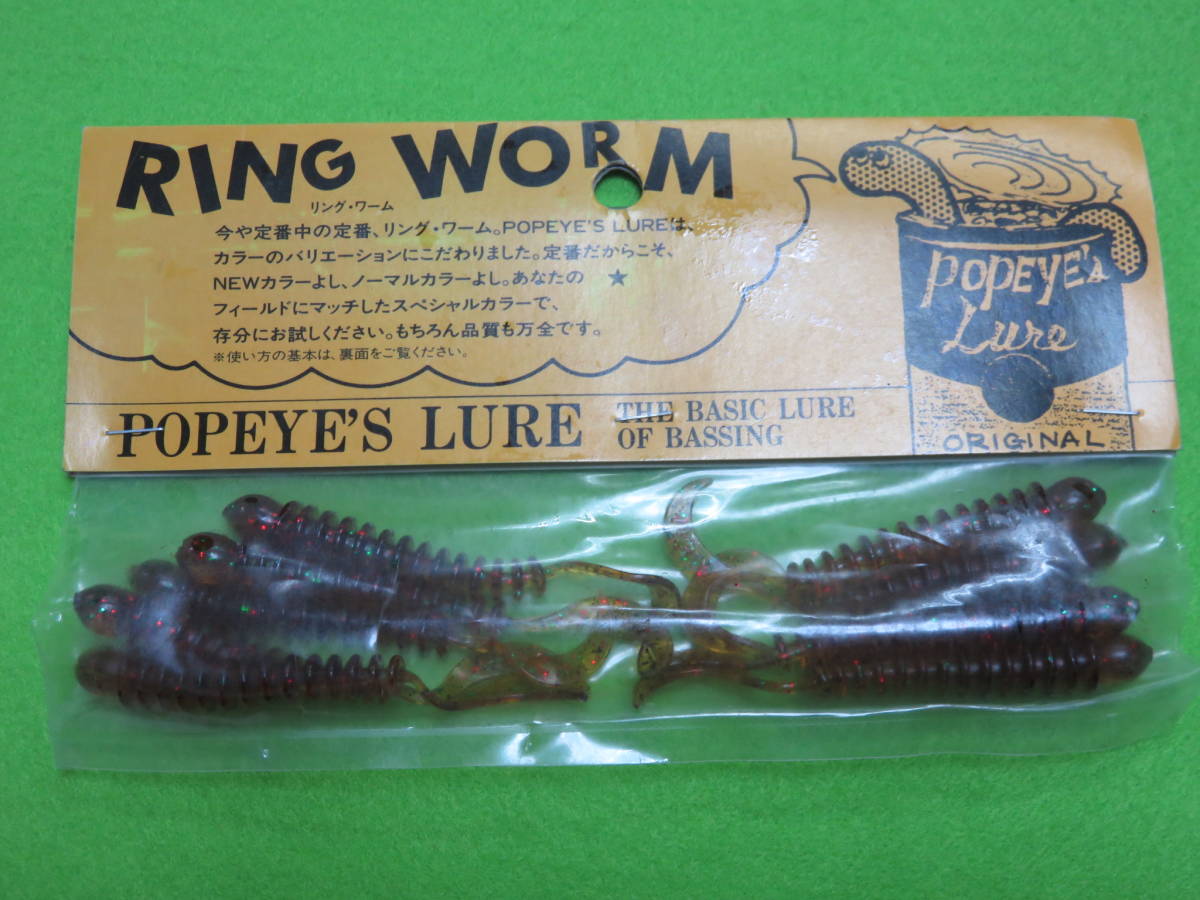 RING WORM
リング・ワーム
今や定番中の定番、リング・ワーム。POPEYE'S LUREは、
カラーのバリエーションにこだわりました。定番だからこそ、
NEWカラーよし、ノーマルカラーよし。あなたの
フィールドにマッチしたスペシャルカラーで、
存分にお試しください。もちろん品質も万全です。
※使い方の基本は、裏面をご覧ください。
POPEYE'S
Lure
ORIGINAL
POPEYE'S LURE
THE BASIC LURE
OF BASSING